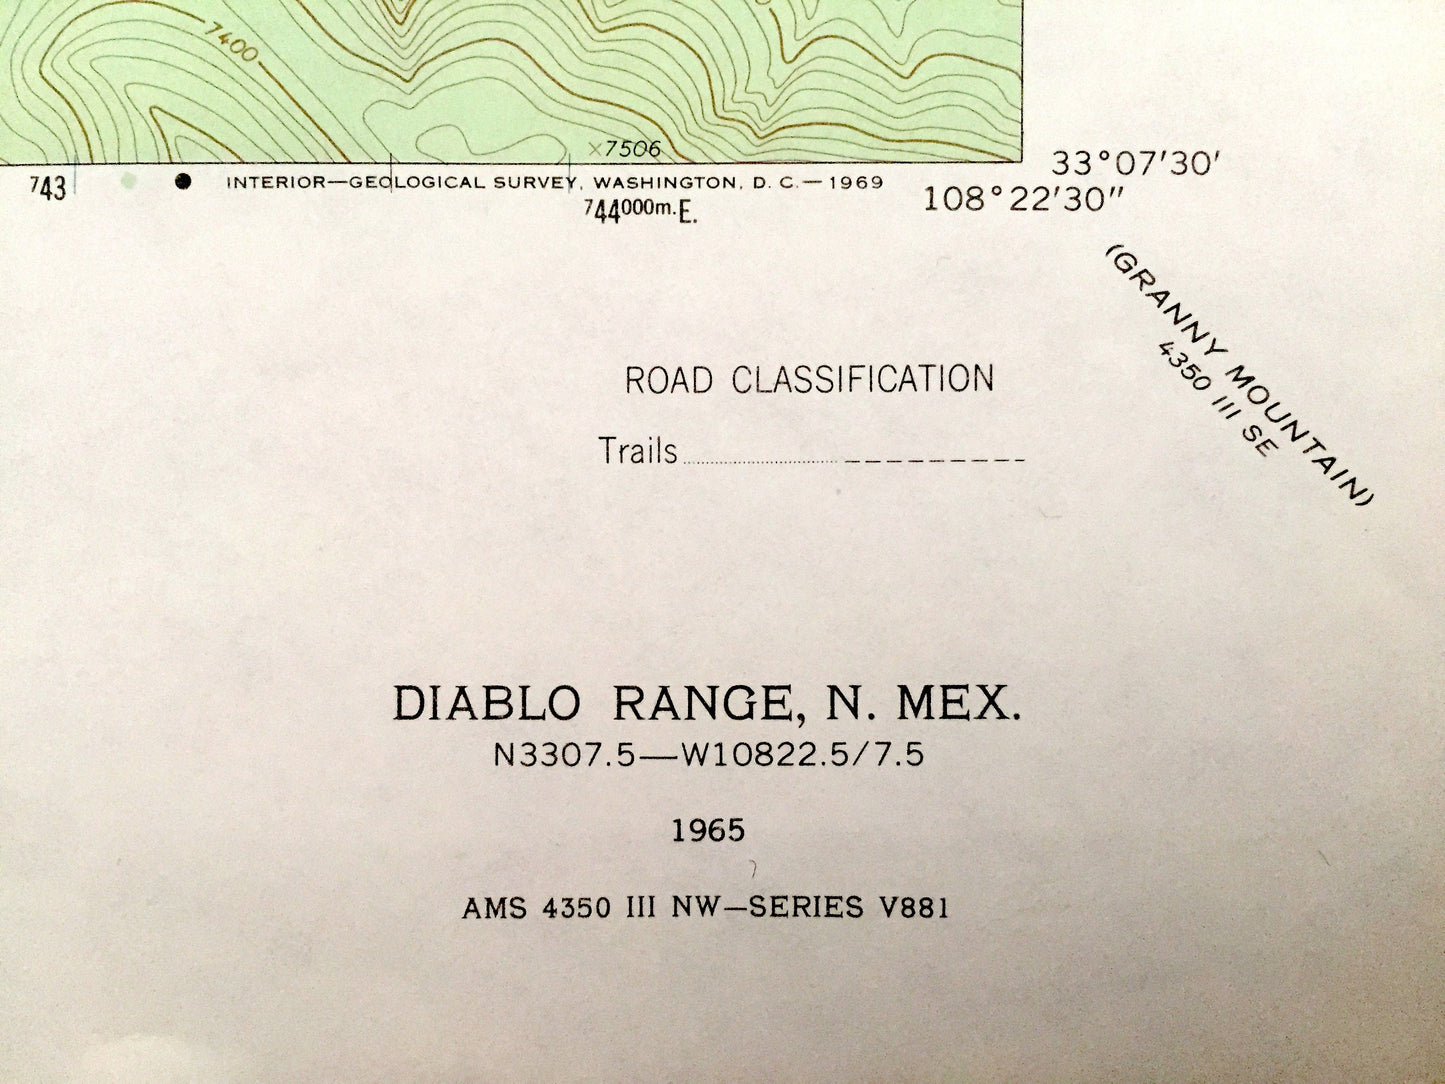 7400
×7506
743
INTERIOR—GEOLOGICAL SURVEY, WASHINGTON, D. C.—1969
33°07'30'
744000m.E.
108°22'30"
(GRANNY MOUNTAIN)
4350 III SE
ROAD CLASSIFICATION
Trails
DIABLO RANGE, N. MEX.
N3307.5—W10822.5/7.5
1965
AMS 4350 III NW—SERIES V881